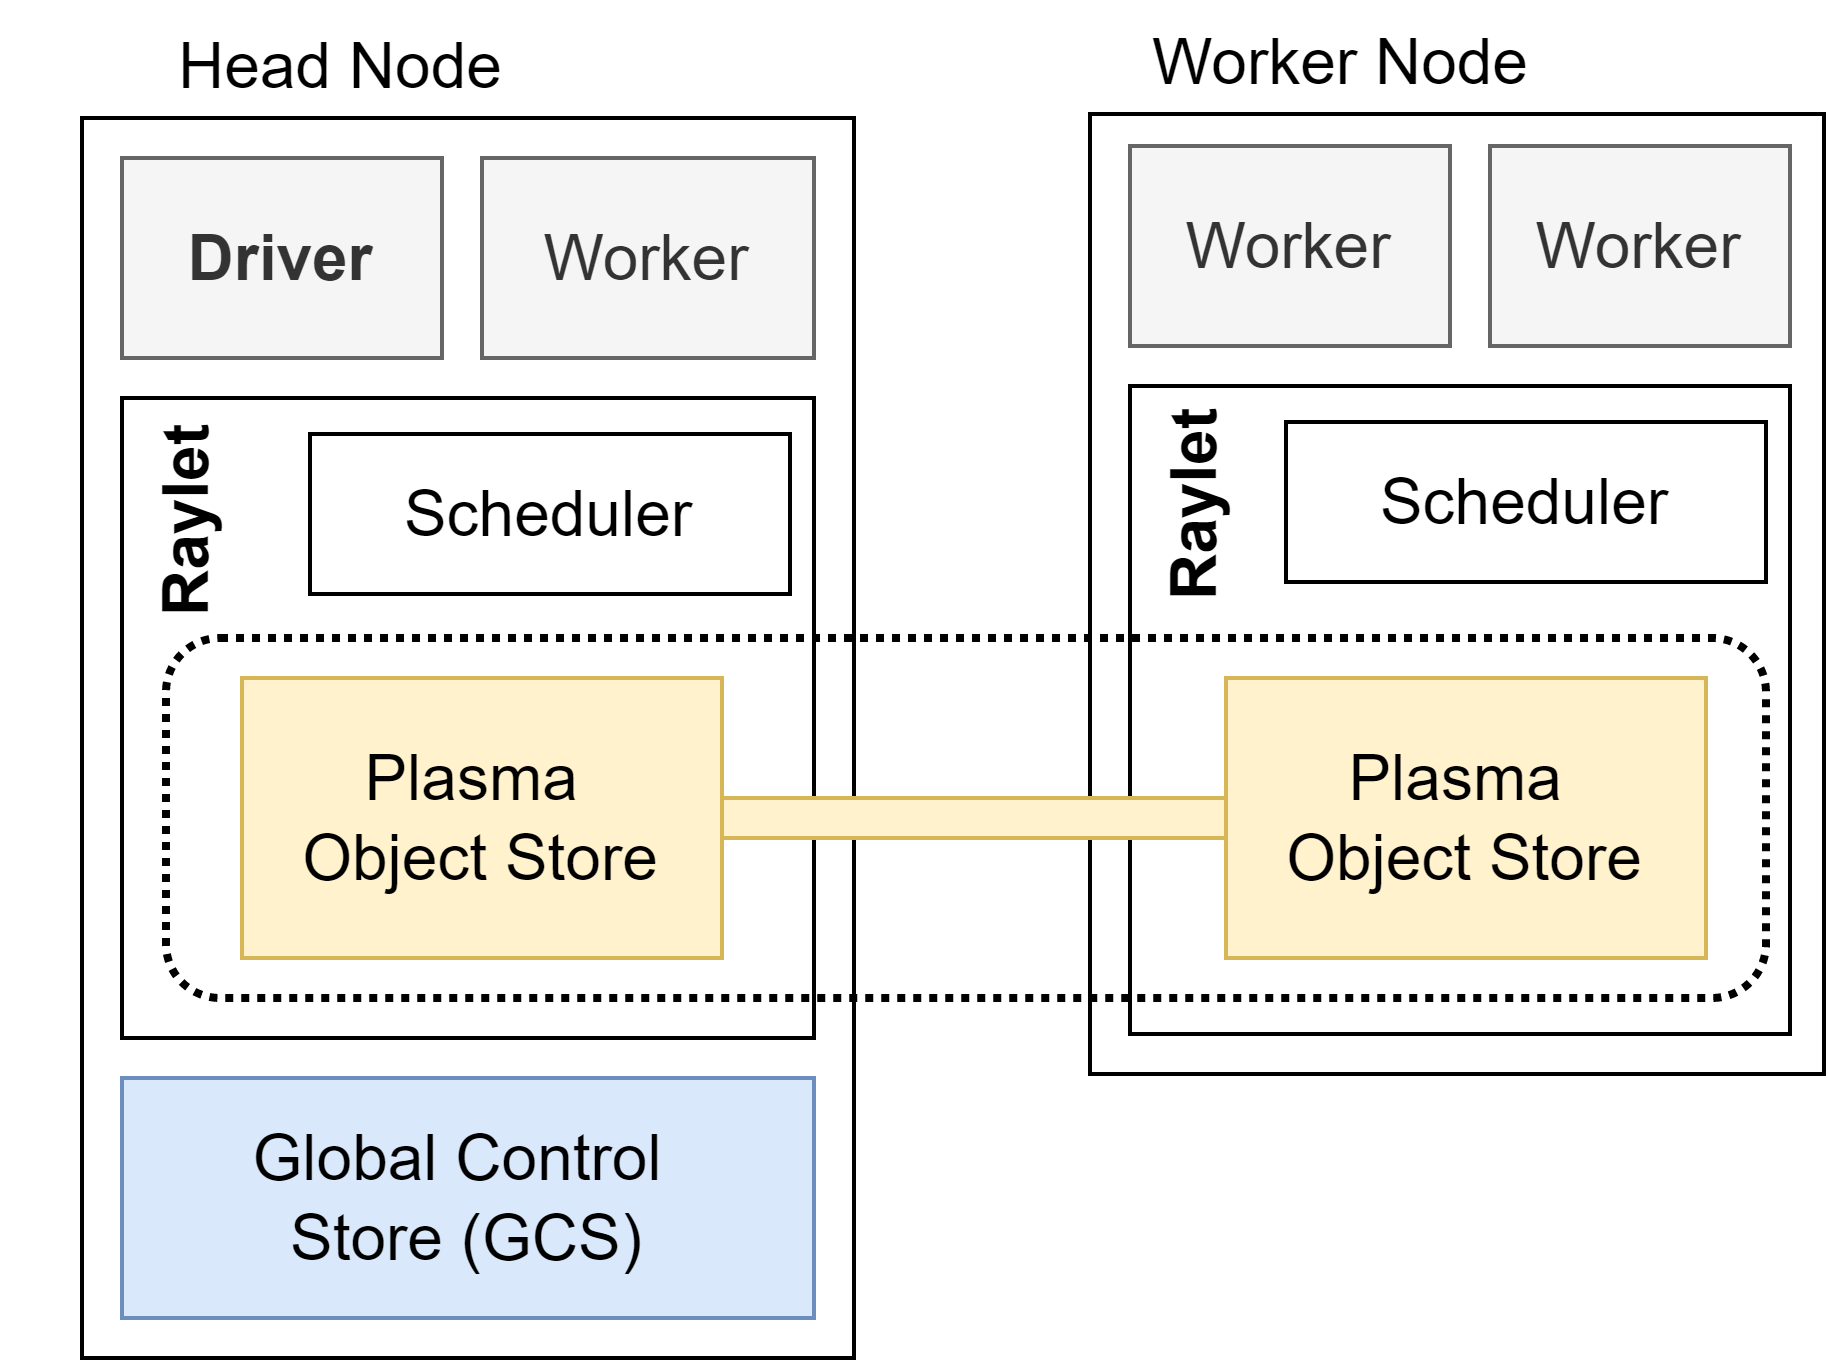 Head Node
Driver
Worker
Raylet
Scheduler
Plasma
Object Store
Global Control
Store (GCS)
Worker Node
Worker
Worker
Raylet
Scheduler
Plasma
Object Store